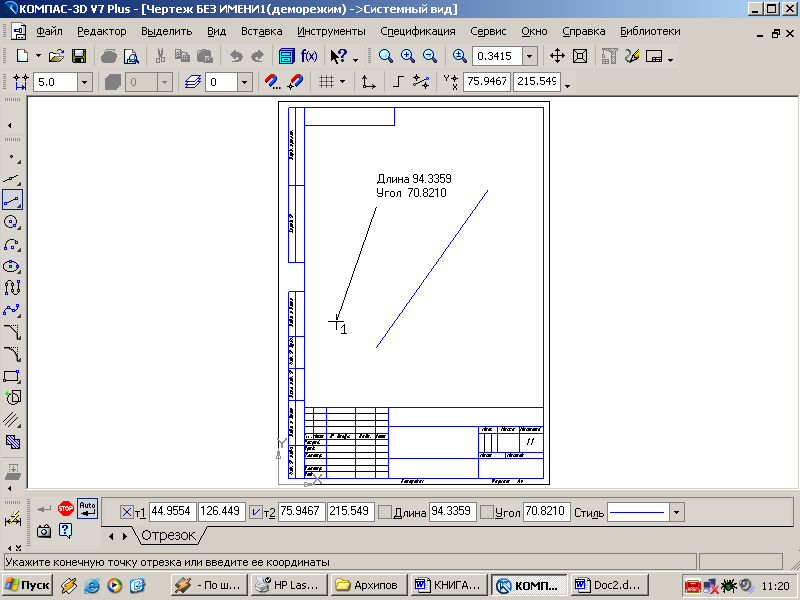 КОМПАС-3D V7 Plus - [Чертеж БЕЗ ИМЕНИ1(деморежим) ->Системный вид]
Файл Редактор Выделить Вид Вставка Инструменты Спецификация Сервис Окно Справка Библиотеки
f(x) 0.3415
5.0 0 0 75.9467 215.549
Длина 94.3359
Угол 70.8210
1
Y
X
STOP Auto т1 44.9554 126.449 т2 75.9467 215.549 Длина 94.3359 Угол 70.8210 Стиль
Отрезок
Укажите конечную точку отрезка или введите ее координаты
Пуск - По ш... HP Las... Архипов КНИГА... КОМП... Doc2.d... 11:20